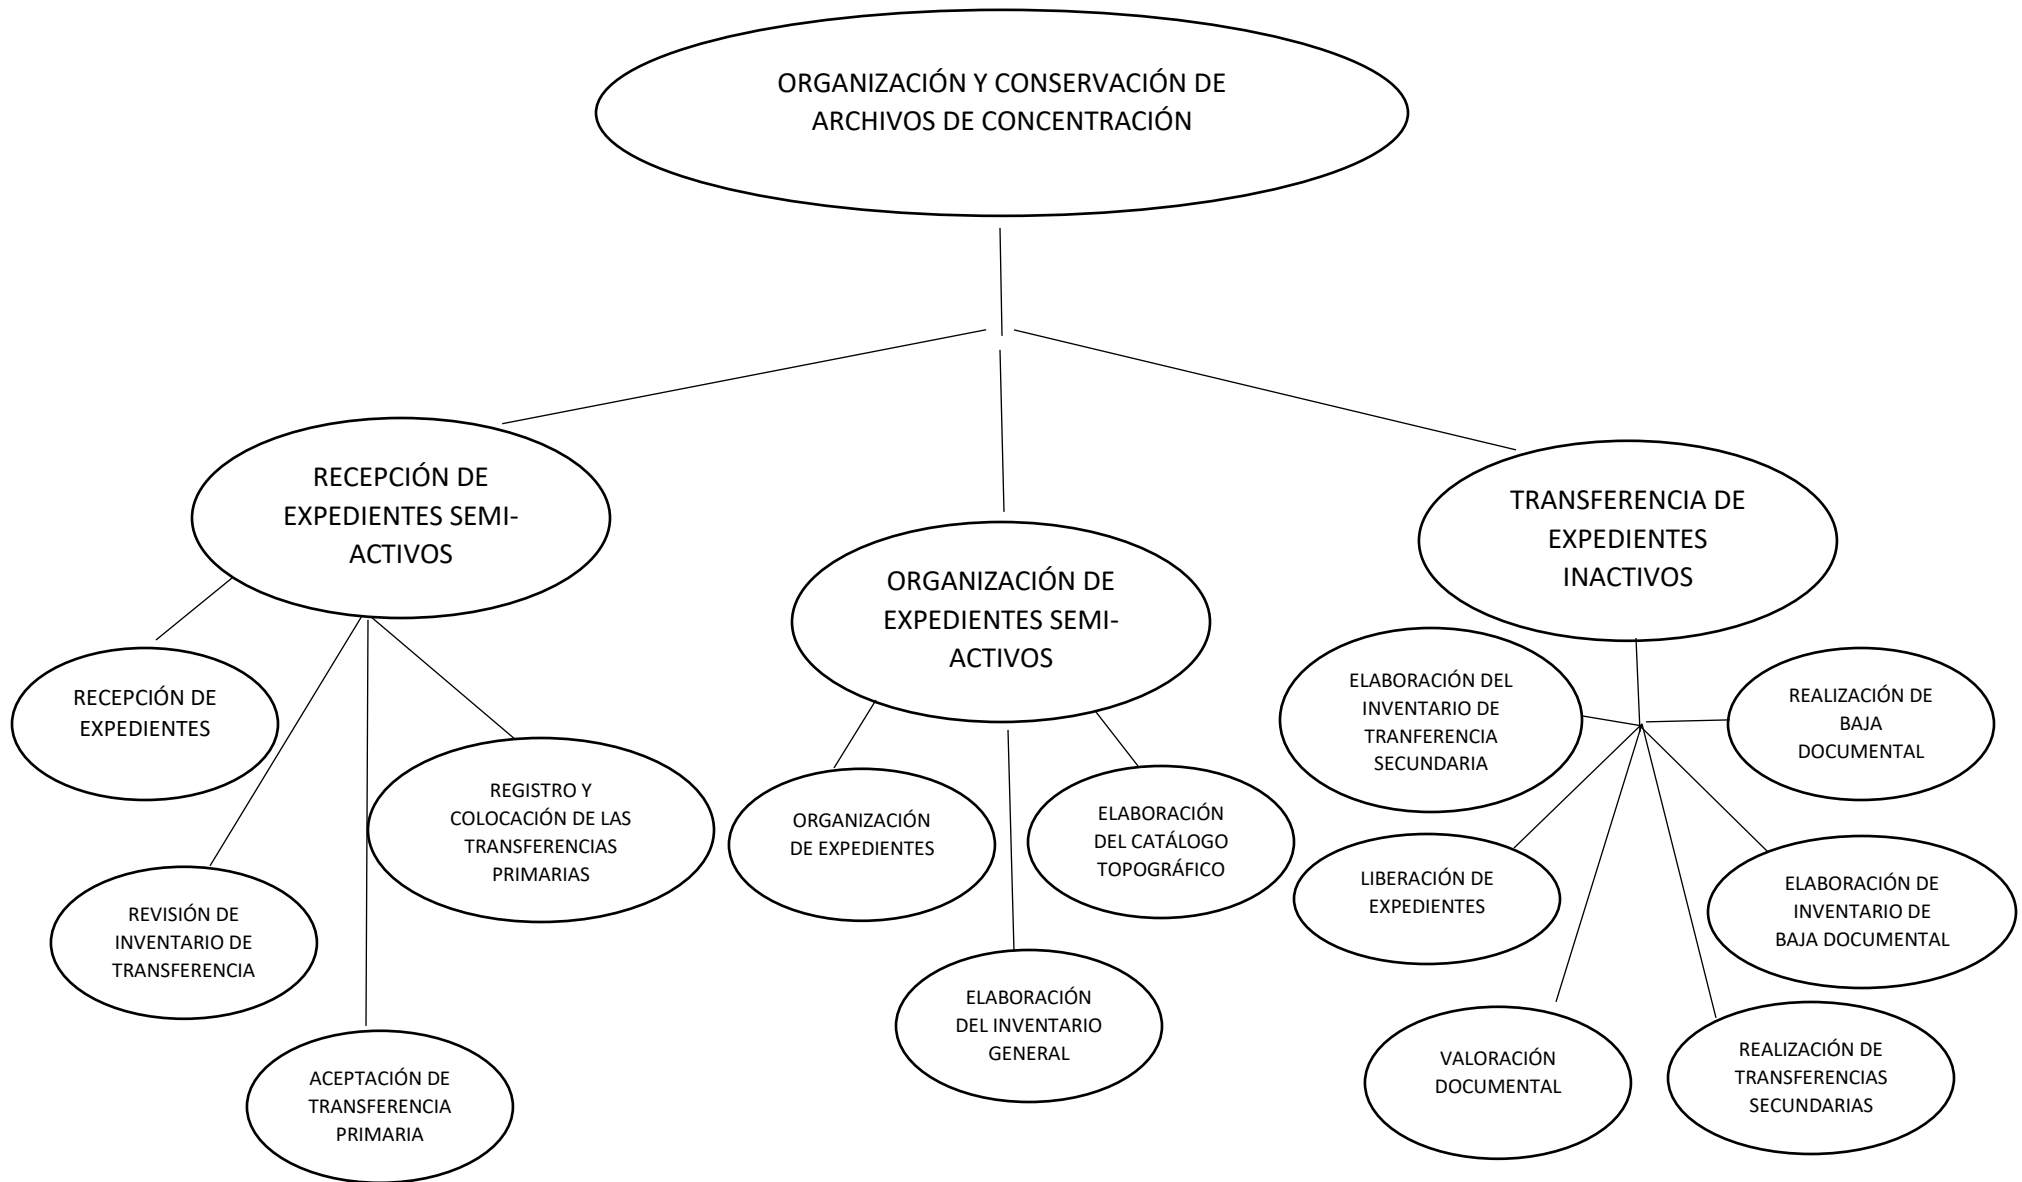 ORGANIZACIÓN Y CONSERVACIÓN DE
ARCHIVOS DE CONCENTRACIÓN
RECEPCIÓN DE
EXPEDIENTES SEMI-
ACTIVOS
ORGANIZACIÓN DE
EXPEDIENTES SEMI-
ACTIVOS
TRANSFERENCIA DE
EXPEDIENTES
INACTIVOS
RECEPCIÓN DE
EXPEDIENTES
REVISIÓN DE
INVENTARIO DE
TRANSFERENCIA
ACEPTACIÓN DE
TRANSFERENCIA
PRIMARIA
REGISTRO Y
COLOCACIÓN DE LAS
TRANSFERENCIAS
PRIMARIAS
ORGANIZACIÓN
DE EXPEDIENTES
ELABORACIÓN
DEL INVENTARIO
GENERAL
ELABORACIÓN
DEL CATÁLOGO
TOPOGRÁFICO
ELABORACIÓN DEL
INVENTARIO DE
TRANFERENCIA
SECUNDARIA
LIBERACIÓN DE
EXPEDIENTES
VALORACIÓN
DOCUMENTAL
REALIZACIÓN DE
TRANSFERENCIAS
SECUNDARIAS
ELABORACIÓN DE
INVENTARIO DE
BAJA DOCUMENTAL
REALIZACIÓN DE
BAJA
DOCUMENTAL